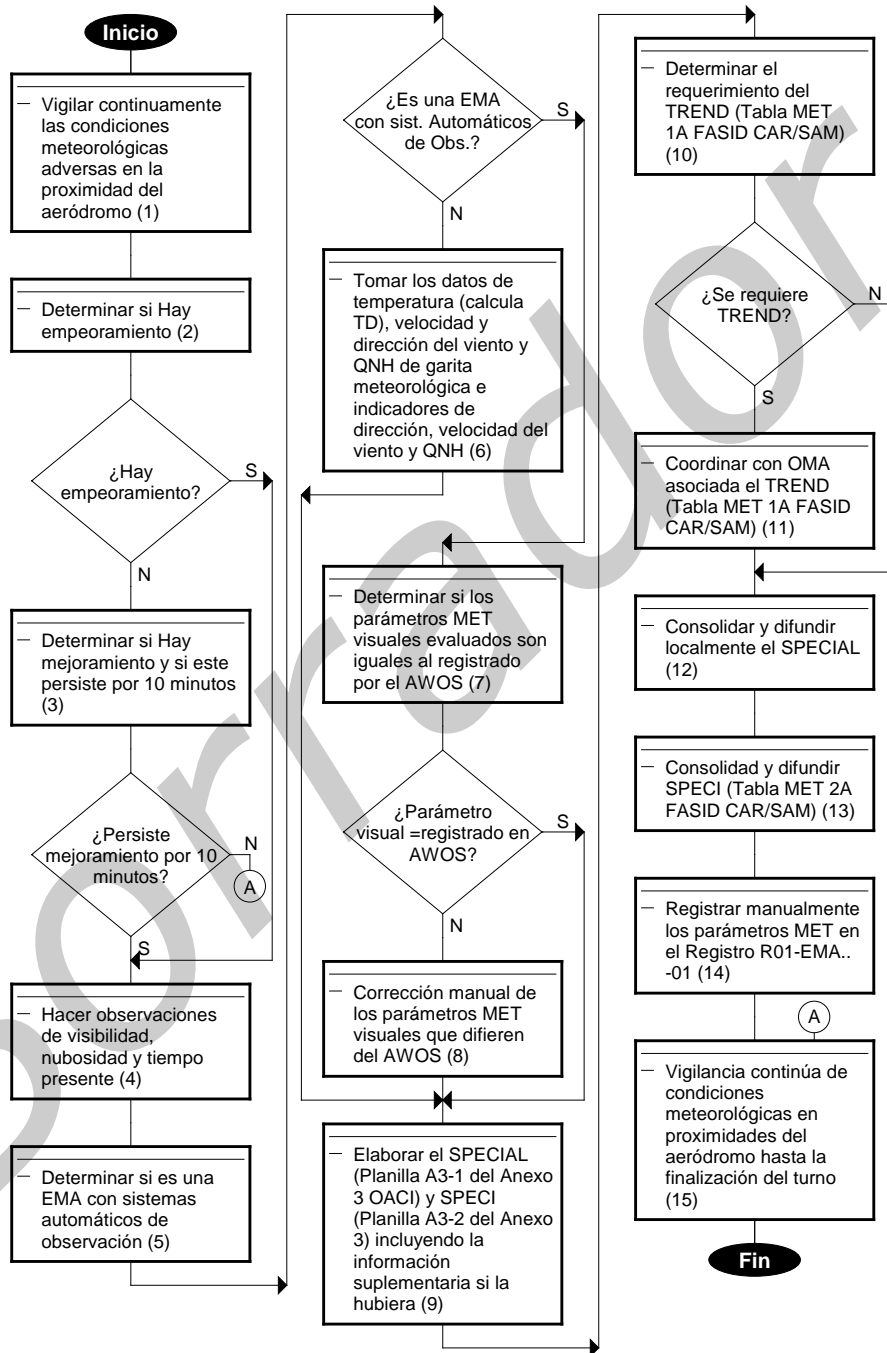 Inicio
— Vigilar continuamente
las condiciones
meteorológicas
adversas en la
proximidad del
aeródromo (1)
— Determinar si Hay
empeoramiento (2)
¿Hay
empeoramiento?
S
N
— Determinar si Hay
mejoramiento y si este
persiste por 10 minutos
(3)
¿Persiste
mejoramiento por 10
minutos?
N
A
S
— Hacer observaciones
de visibilidad,
nubosidad y tiempo
presente (4)
— Determinar si es una
EMA con sistemas
automáticos de
observación (5)
¿Es una EMA
con sist. Automáticos
de Obs.?
S
N
— Tomar los datos de
temperatura (calcula
TD), velocidad y
dirección del viento y
QNH de garita
meteorológica e
indicadores de
dirección, velocidad del
viento y QNH (6)
— Determinar si los
parámetros MET
visuales evaluados son
iguales al registrado
por el AWOS (7)
¿Parámetro
visual =registrado en
AWOS?
S
N
— Corrección manual de
los parámetros MET
visuales que difieren
del AWOS (8)
— Elaborar el SPECIAL
(Planilla A3-1 del Anexo
3 OACI) y SPECI
(Planilla A3-2 del Anexo
3) incluyendo la
información
suplementaria si la
hubiera (9)
— Determinar el
requerimiento del
TREND (Tabla MET
1A FASID CAR/SAM)
(10)
¿Se requiere
TREND?
N
S
— Coordinar con OMA
asociada el TREND
(Tabla MET 1A FASID
CAR/SAM) (11)
— Consolidar y difundir
localmente el SPECIAL
(12)
— Consolidad y difundir
SPECI (Tabla MET 2A
FASID CAR/SAM) (13)
— Registrar manualmente
los parámetros MET en
el Registro R01-EMA..
-01 (14)
A
— Vigilancia continúa de
condiciones
meteorológicas en
proximidades del
aeródromo hasta la
finalización del turno
(15)
Fin
borrador